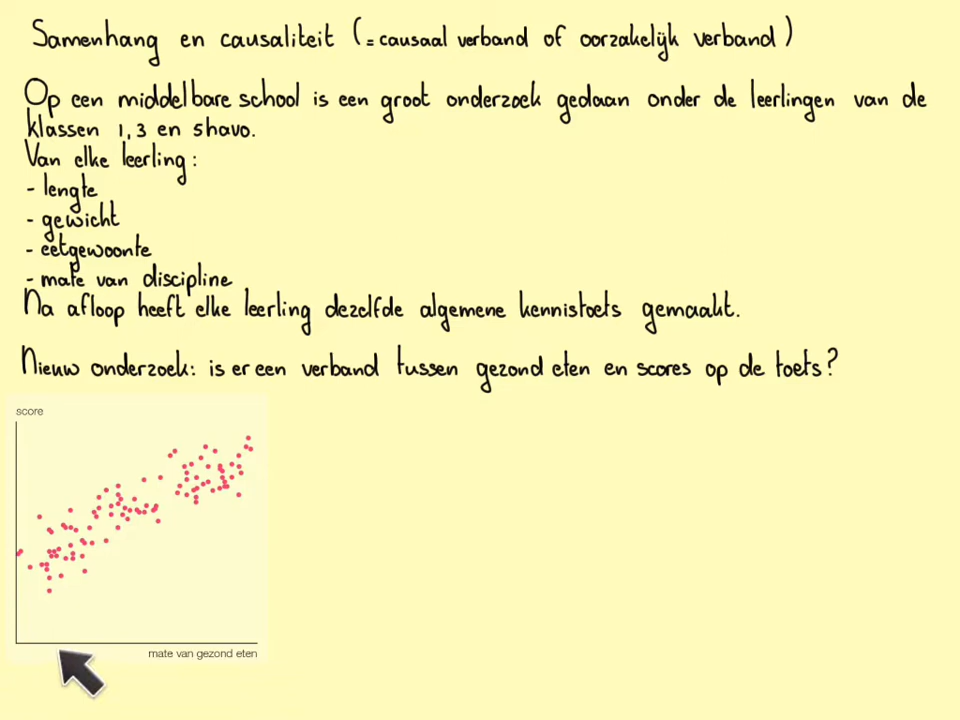 Samenhang en causaliteit (= causaal verband of oorzakelijk verband)
Op een middelbare school is een groot onderzoek gedaan onder de leerlingen van de
klassen 1, 3 en 5havo.
Van elke leerling:
- lengte
- gewicht
- eetgewoonte
- mate van discipline
Na afloop heeft elke leerling dezelfde algemene kennistoets gemaakt.
Nieuw onderzoek: is er een verband tussen gezond eten en scores op de toets?
score
mate van gezond eten